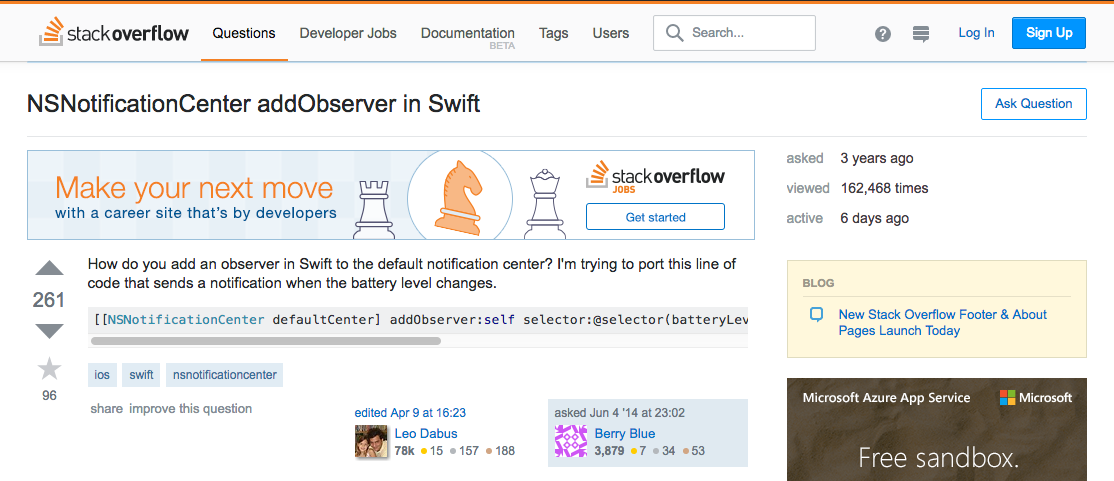 stackoverflow Questions Developer Jobs Documentation Tags Users Search... ? Log In Sign Up
BETA
NSNotificationCenter addObserver in Swift
Ask Question
Make your next move
with a career site that's by developers
stackoverflow
JOBS
Get started
asked 3 years ago
viewed 162,468 times
active 6 days ago
261
96
How do you add an observer in Swift to the default notification center? I'm trying to port this line of
code that sends a notification when the battery level changes.
[[NSNotificationCenter defaultCenter] addObserver:self selector:@selector(batteryLev
ios swift nsnotificationcenter
share improve this question
edited Apr 9 at 16:23
Leo Dabus
78k 15 157 188
asked Jun 4 '14 at 23:02
Berry Blue
3,879 7 34 53
BLOG
New Stack Overflow Footer & About
Pages Launch Today
Microsoft Azure App Service Microsoft
Free sandbox.